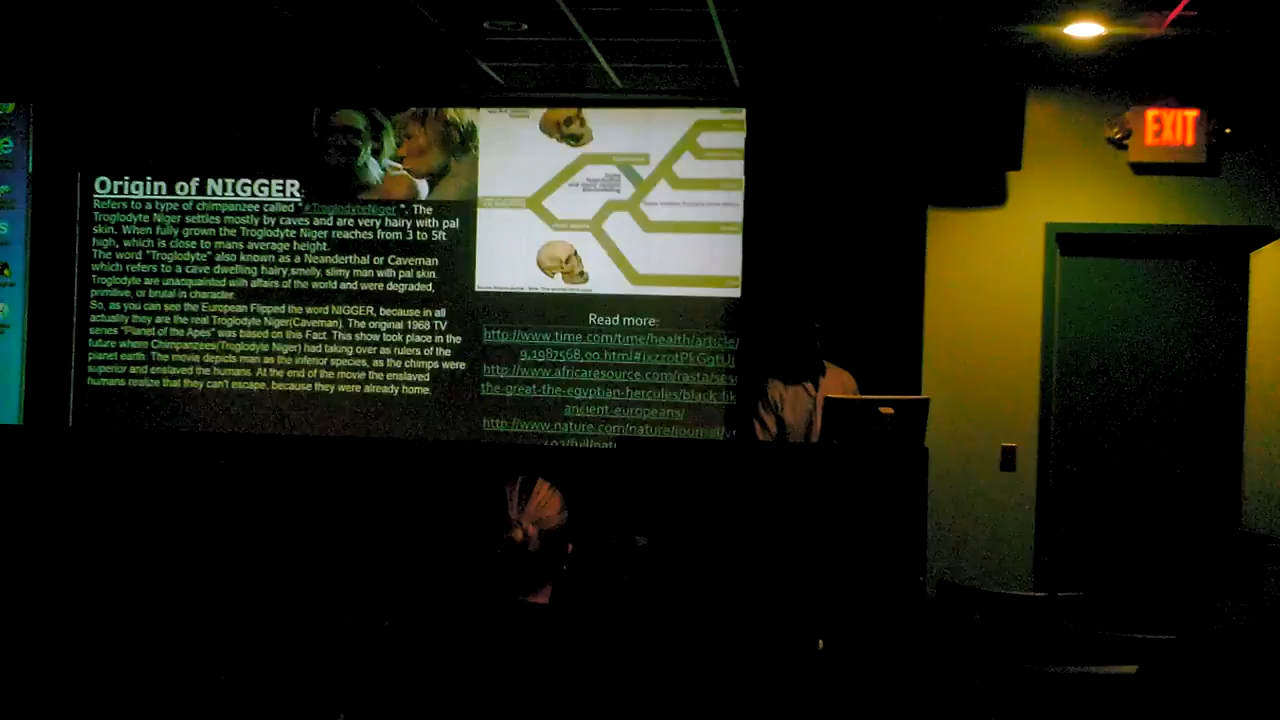 Origin of NIGGER
Refers to a type of chimpanzee called "#TroglodyteNiger ". The
Troglodyte Niger settles mostly by caves and are very hairy with pal
skin. When fully grown the Troglodyte Niger reaches from 3 to 5ft
high, which is close to mans average height.
The word "Troglodyte" also known as a Neanderthal or Caveman
which refers to a cave dwelling hairy,smelly, slimy man with pal skin.
Troglodyte are unacquainted with affairs of the world and were degraded,
primitive, or brutal in character.
So, as you can see the European Flipped the word NIGGER, because in all
actuality they are the real Troglodyte Niger(Caveman). The original 1968 TV
series "Planet of the Apes" was based on this Fact. This show took place in the
future where Chimpanzees(Troglodyte Niger) had taking over as rulers of the
planet earth. The movie depicts man as the inferior species, as the chimps were
superior and enslaved the humans. At the end of the movie the enslaved
humans realize that they can't escape, because they were already home.
Read more:
http://www.time.com/time/health/article/
http://www.africaresource.com/rasta/ses
the-great-the-egyptian-hercules/black-
ancient-europeans/
http://www.nature.com/nature/journal/
EXIT